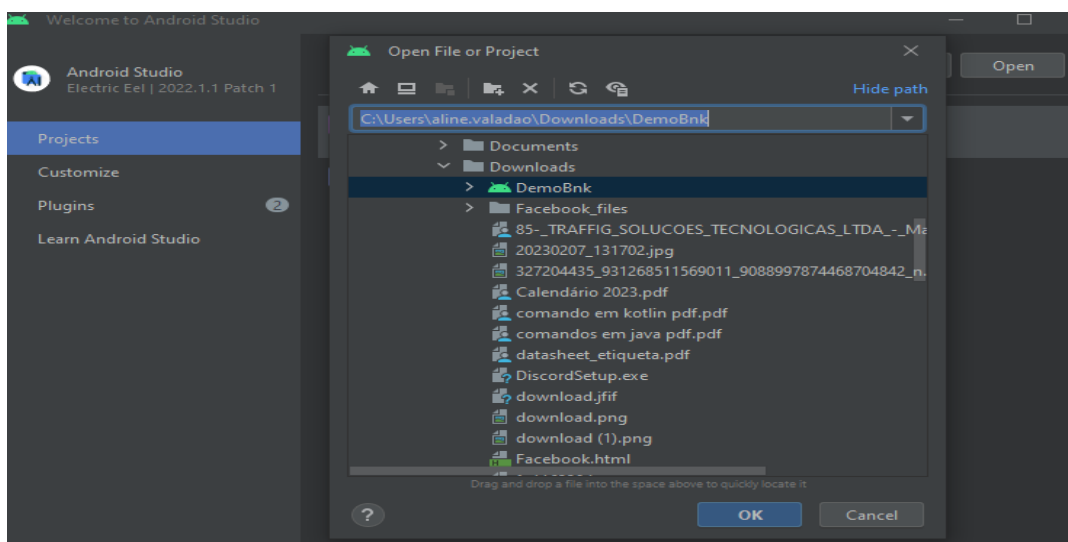 Welcome to Android Studio
Android Studio
Electric Eel | 2022.1.1 Patch 1
Projects
Customize
Plugins
2
Learn Android Studio
Open
Open File or Project
Hide path
C:\Users\aline.valadao\Downloads\DemoBnk
Documents
Downloads
DemoBnk
Facebook_files
85-_TRAFFIG_SOLUCOES_TECNOLOGICAS_LTDA_-_Ma
20230207_131702.jpg
327204435_931268511569011_9088997874468704842_n.
Calendário 2023.pdf
comando em kotlin pdf.pdf
comandos em java pdf.pdf
datasheet_etiqueta.pdf
DiscordSetup.exe
download.jfif
download.png
download (1).png
Facebook.html
Drag and drop a file into the space above to quickly locate it
?
OK
Cancel